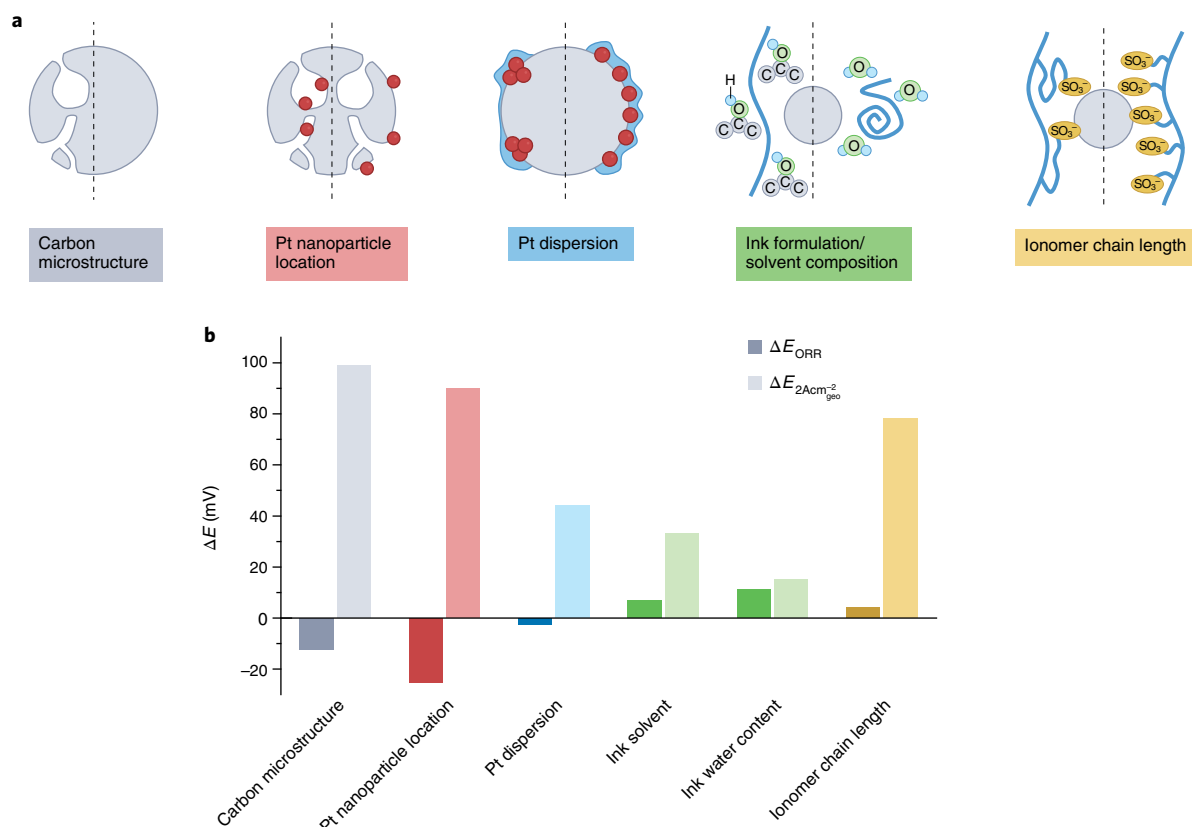 a
H
O
C C C
O
C C C
O
C C C
O
O
O
SO₃⁻
SO₃⁻
SO₃⁻
SO₃⁻
SO₃⁻
SO₃⁻
SO₃⁻
Carbon
microstructure
Pt nanoparticle
location
Pt dispersion
Ink formulation/
solvent composition
Ionomer chain length
b
ΔE_ORR
ΔE_2Acm⁻²_geo
ΔE (mV)
100
80
60
40
20
0
−20
Carbon microstructure
Pt nanoparticle location
Pt dispersion
Ink solvent
Ink water content
Ionomer chain length